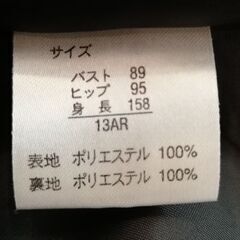 サイズ
バスト 89
ヒップ 95
身長 158
13AR
表地 ポリエステル 100%
裏地 ポリエステル 100%